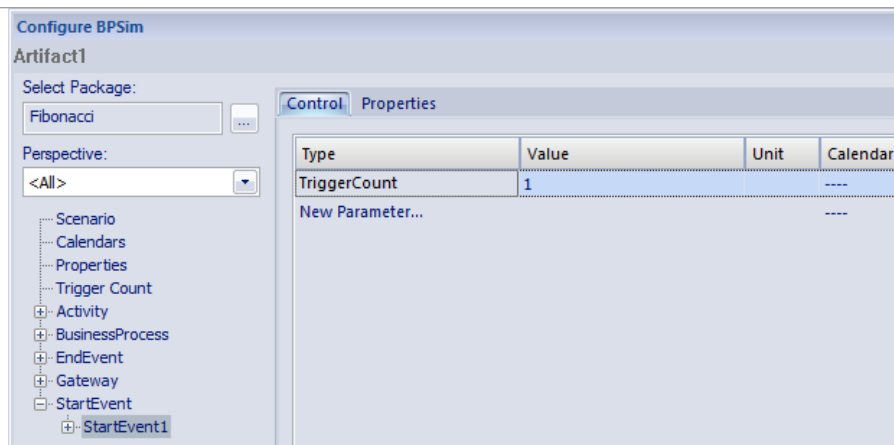 Configure BPSim
Artifact1
Select Package:
Fibonacci
...
Perspective:
<All>
Scenario
Calendars
Properties
Trigger Count
Activity
BusinessProcess
EndEvent
Gateway
StartEvent
StartEvent1
Control Properties
Type Value Unit Calendar
TriggerCount 1 ----
New Parameter... ----